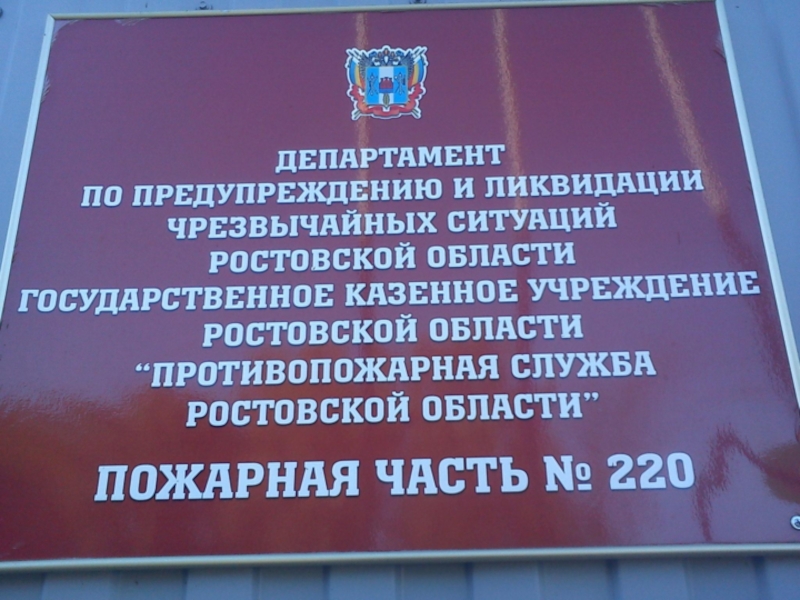 ДЕПАРТАМЕНТ
ПО ПРЕДУПРЕЖДЕНИЮ И ЛИКВИДАЦИИ
ЧРЕЗВЫЧАЙНЫХ СИТУАЦИЙ
РОСТОВСКОЙ ОБЛАСТИ
ГОСУДАРСТВЕННОЕ КАЗЕННОЕ УЧРЕЖДЕНИЕ
РОСТОВСКОЙ ОБЛАСТИ
“ПРОТИВОПОЖАРНАЯ СЛУЖБА
РОСТОВСКОЙ ОБЛАСТИ”
ПОЖАРНАЯ ЧАСТЬ № 220